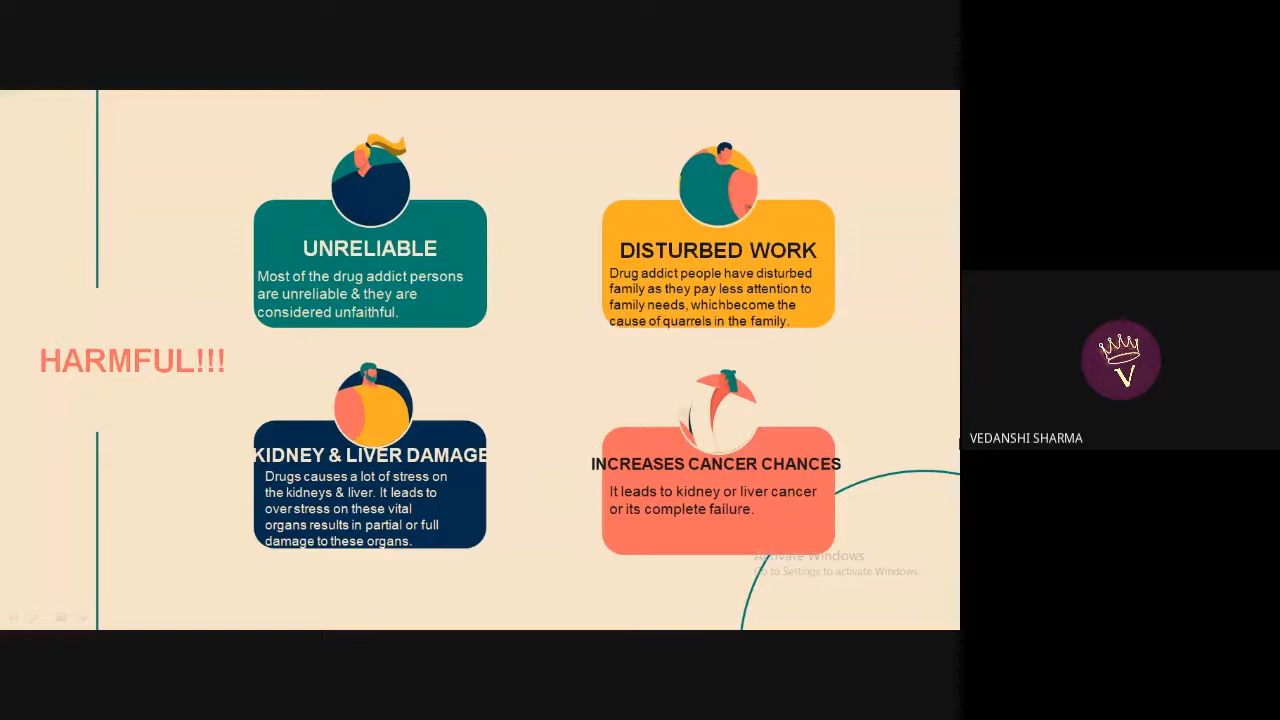 HARMFUL!!!
UNRELIABLE
Most of the drug addict persons
are unreliable & they are
considered unfaithful.
DISTURBED WORK
Drug addict people have disturbed
family as they pay less attention to
family needs, whichbecome the
cause of quarrels in the family.
KIDNEY & LIVER DAMAGE
Drugs causes a lot of stress on
the kidneys & liver. It leads to
overstress on these vital
organs results in partial or full
damage to these organs.
INCREASES CANCER CHANCES
It leads to kidney or liver cancer
or its complete failure.
Activate Windows
Go to Settings to activate Windows.
V
VEDANSHI SHARMA